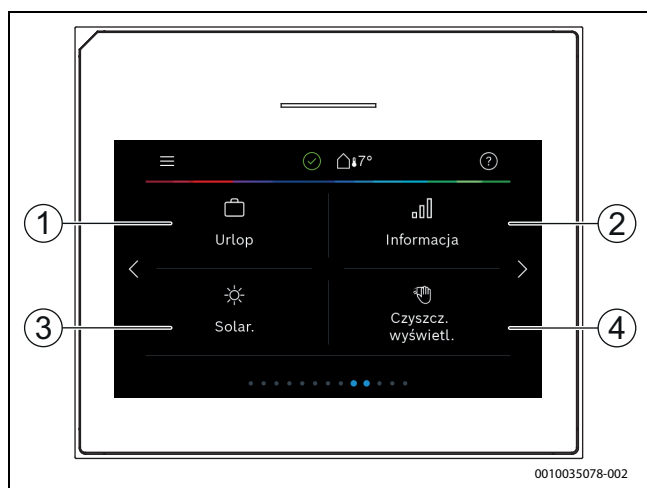 7°
?
1
Urlop
Informacja
2
3
Solar.
Czyszcz.
wyświetl.
4
0010035078-002